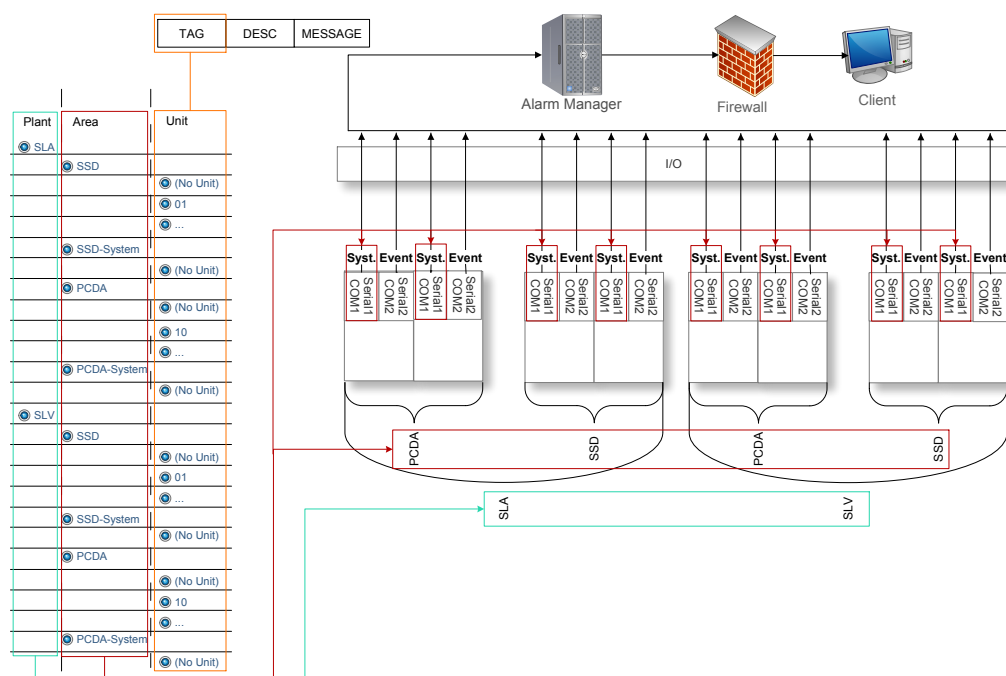 TAG DESC MESSAGE
Alarm Manager
Firewall
Client
Plant Area Unit
SLA
SSD
(No Unit)
01
...
SSD-System
(No Unit)
PCDA
(No Unit)
10
...
PCDA-System
(No Unit)
SLV
SSD
(No Unit)
01
...
SSD-System
(No Unit)
PCDA
(No Unit)
10
...
PCDA-System
(No Unit)
I/O
Syst. Event Syst. Event Syst. Event Syst. Event Syst. Event Syst. Event Syst. Event Syst. Event
Serial1 Serial2 Serial1 Serial2 Serial1 Serial2 Serial1 Serial2 Serial1 Serial2 Serial1 Serial2 Serial1 Serial2 Serial1 Serial2
COM1 COM2 COM1 COM2 COM1 COM2 COM1 COM2 COM1 COM2 COM1 COM2 COM1 COM2 COM1 COM2
PCDA SSD PCDA SSD
SLA SLV